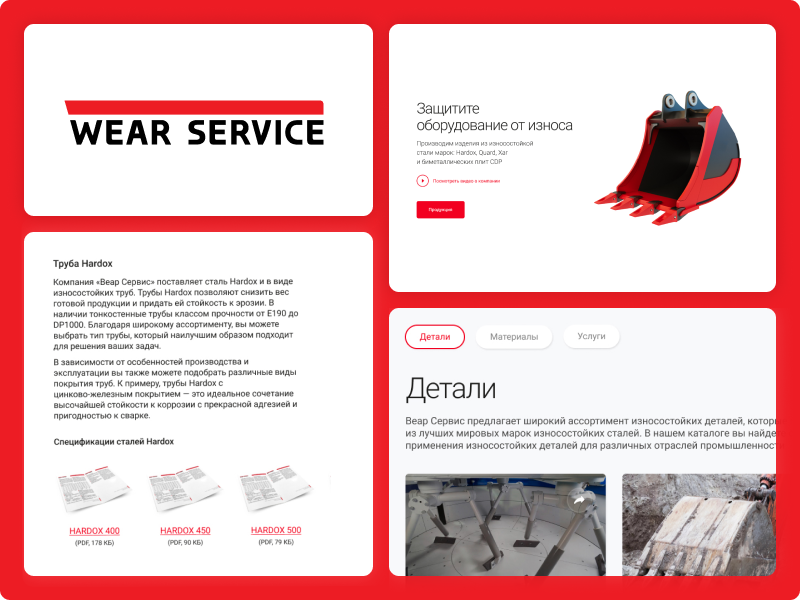 WEAR SERVICE
Защитите
оборудование от износа
Производим изделия из износостойкой
стали марок: Hardox, Quard, Xar
и биметаллических плит CDP
Посмотреть видео о компании
Продукция
Труба Hardox
Компания «Веар Сервис» поставляет сталь Hardox и в виде
износостойких труб. Трубы Hardox позволяют снизить вес
готовой продукции и придать ей стойкость к эрозии. В
наличии тонкостенные трубы классом прочности от E190 до
DP1000. Благодаря широкому ассортименту, вы можете
выбрать тип трубы, который наилучшим образом подходит
для решения ваших задач.
В зависимости от особенностей производства и
эксплуатации вы также можете подобрать различные виды
покрытия труб. К примеру, трубы Hardox с
цинково-железным покрытием — это идеальное сочетание
высочайшей стойкости к коррозии с прекрасной адгезией и
пригодностью к сварке.
Спецификации сталей Hardox
HARDOX 400
(PDF, 178 КБ)
HARDOX 450
(PDF, 90 КБ)
HARDOX 500
(PDF, 79 КБ)
Детали
Материалы
Услуги
Детали
Веар Сервис предлагает широкий ассортимент износостойких деталей, котор
из лучших мировых марок износостойких сталей. В нашем каталоге вы найде
применения износостойких деталей для различных отраслей промышленност